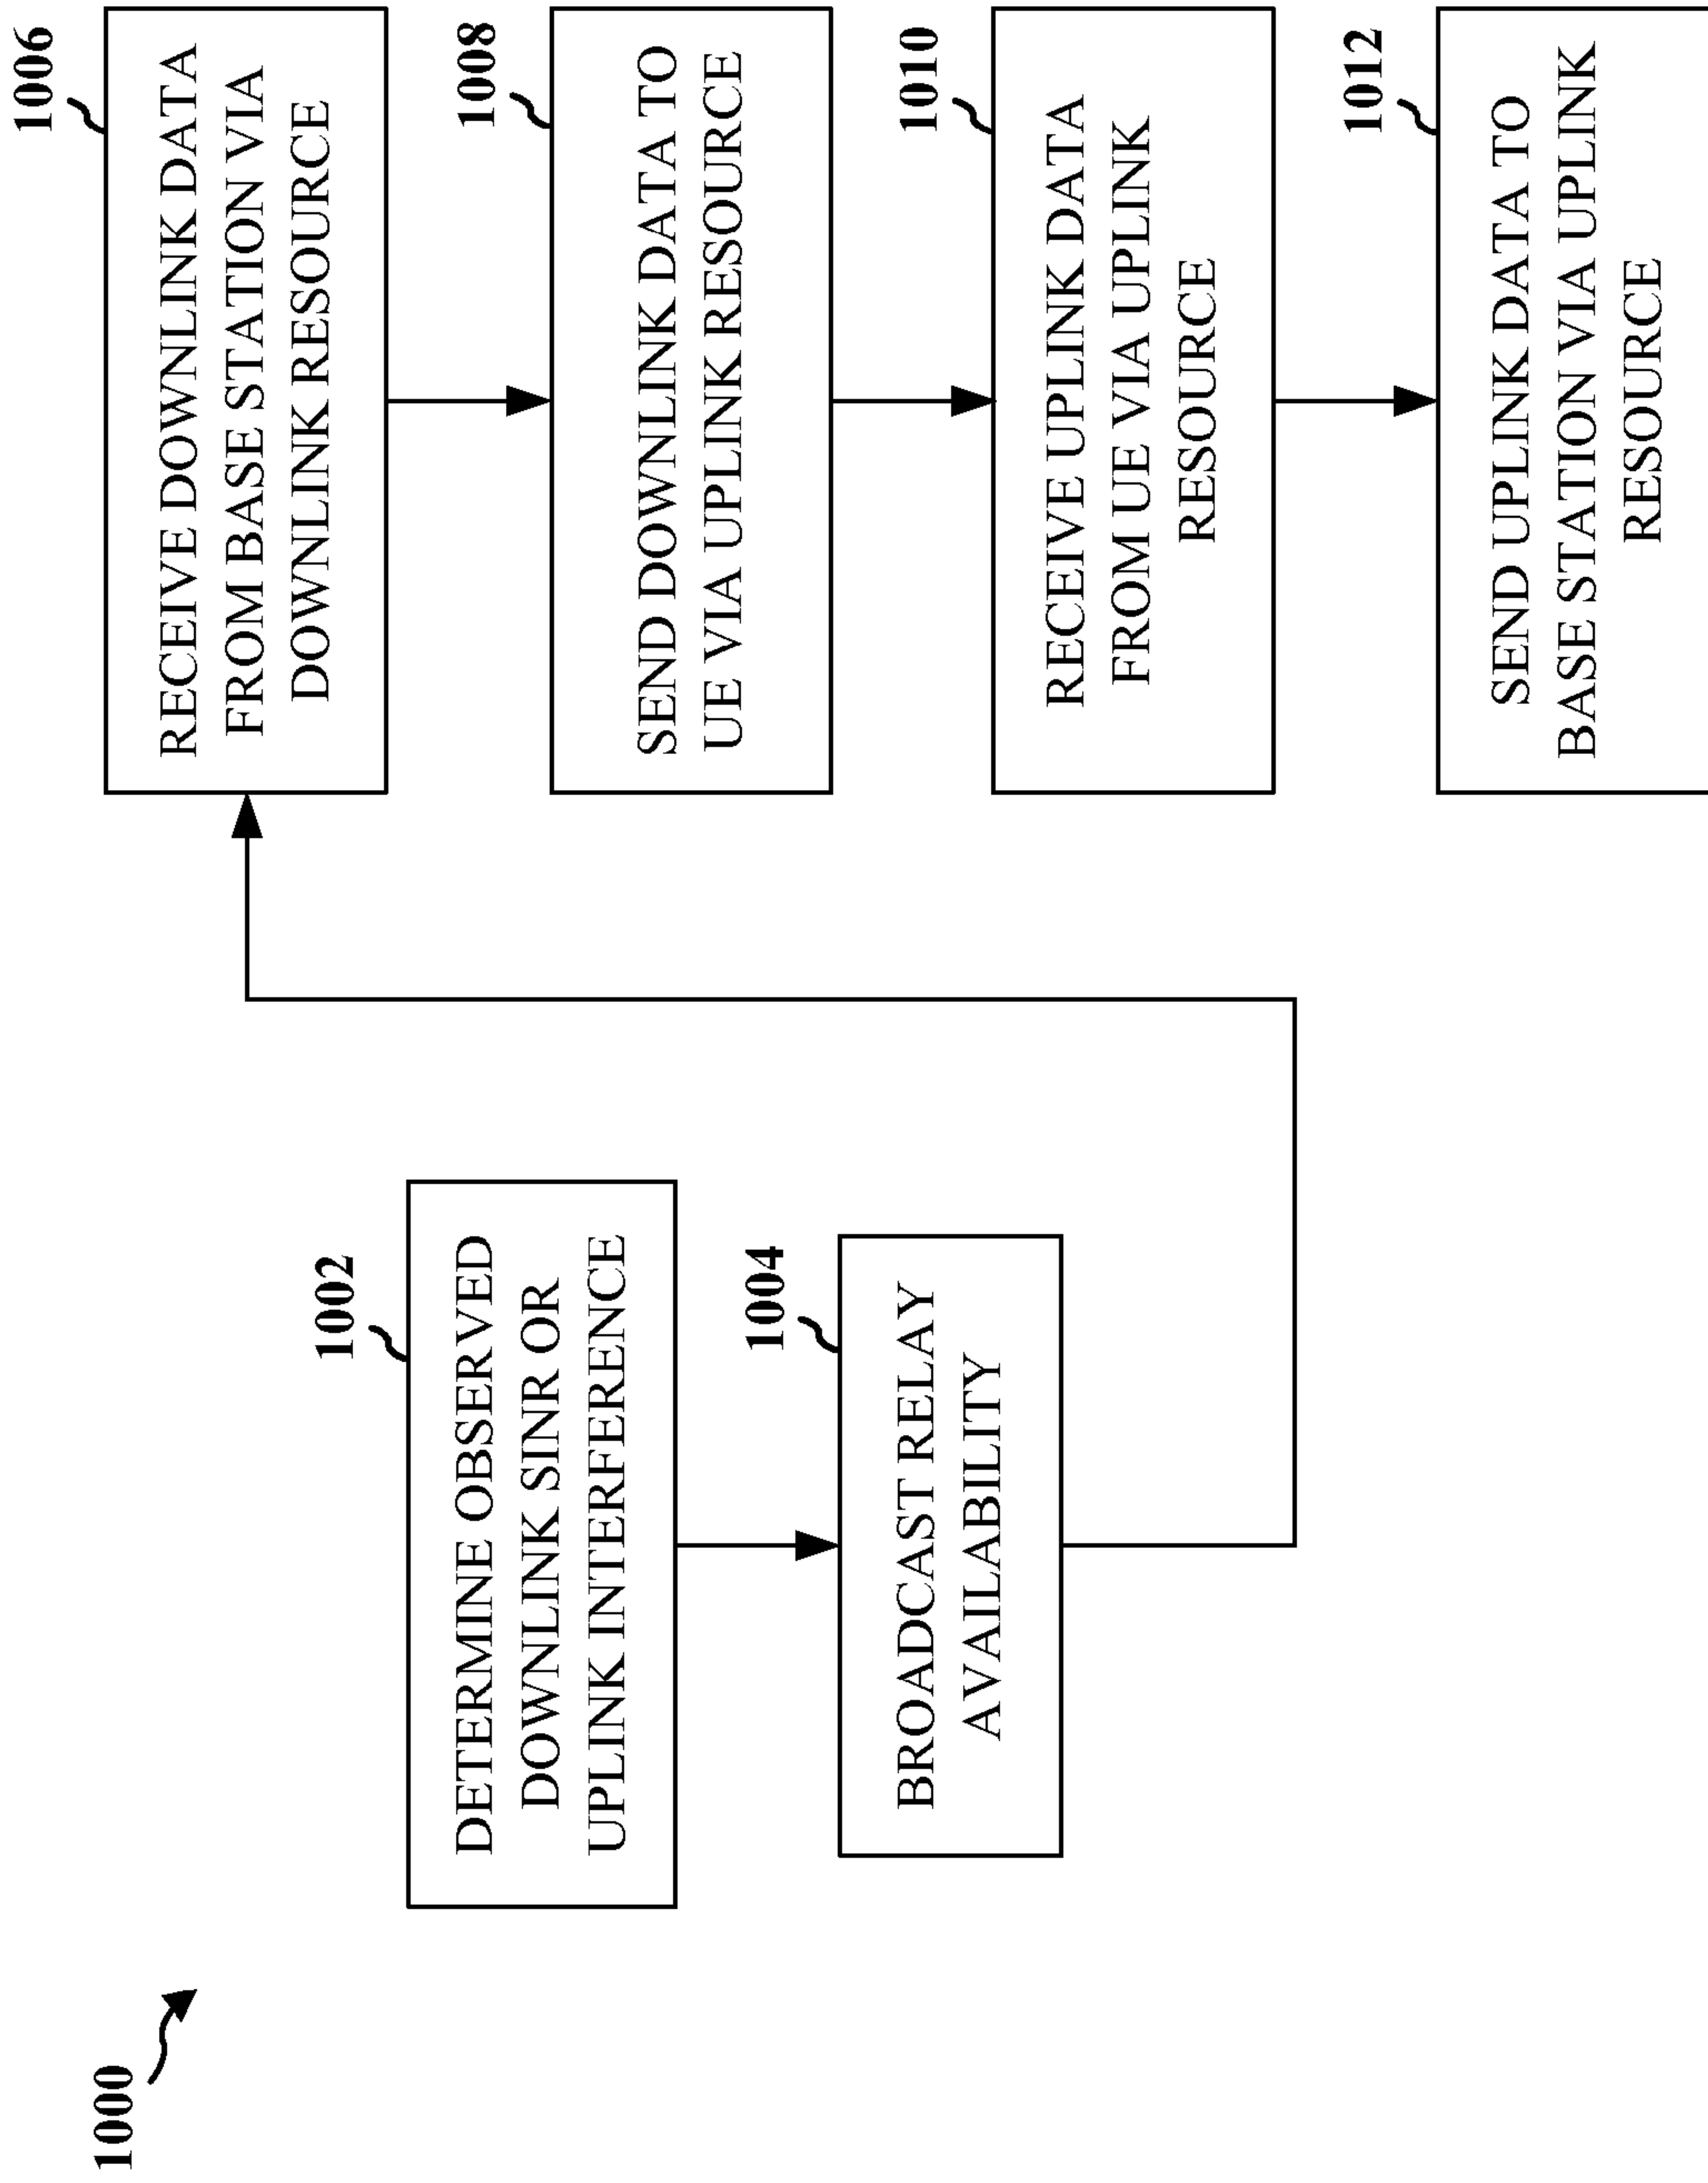 1000
1002
DETERMINE OBSERVED
DOWNLINK SINR OR
UPLINK INTERFERENCE
1004
BROADCAST RELAY
AVAILABILITY
1006
RECEIVE DOWNLINK DATA
FROM BASE STATION VIA
DOWNLINK RESOURCE
1008
SEND DOWNLINK DATA TO
UE VIA UPLINK RESOURCE
1010
RECEIVE UPLINK DATA
FROM UE VIA UPLINK
RESOURCE
1012
SEND UPLINK DATA TO
BASE STATION VIA UPLINK
RESOURCE